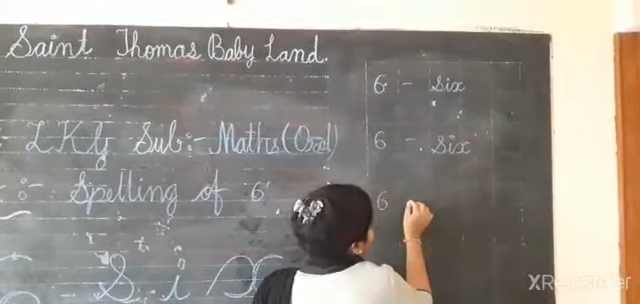 Saint Thomas Baby Land.
: LKG Sub:- Maths (Oral)
:- Spelling of 6
S - i x
6 - Six
6 - Six
6
XRecorder